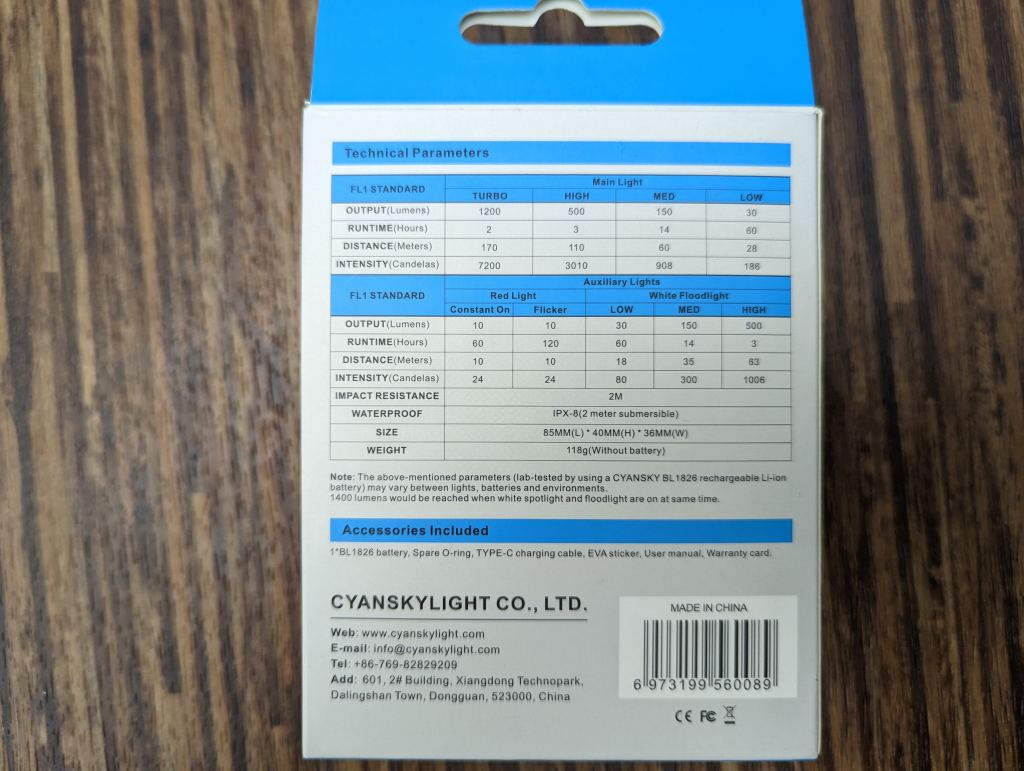 Technical Parameters
FL1 STANDARD Main Light
TURBO HIGH MED LOW
OUTPUT(Lumens) 1200 500 150 30
RUNTIME(Hours) 2 3 14 60
DISTANCE(Meters) 170 110 60 28
INTENSITY(Candelas) 7200 3010 908 186
FL1 STANDARD Auxiliary Lights
Red Light White Floodlight
Constant On Flicker LOW MED HIGH
OUTPUT(Lumens) 10 10 30 150 500
RUNTIME(Hours) 60 120 60 14 3
DISTANCE(Meters) 10 10 18 35 63
INTENSITY(Candelas) 24 24 80 300 1006
IMPACT RESISTANCE 2M
WATERPROOF IPX-8(2 meter submersible)
SIZE 85MM(L) * 40MM(H) * 36MM(W)
WEIGHT 118g(Without battery)
Note: The above-mentioned parameters (lab-tested by using a CYANSKY BL1826 rechargeable Li-ion
battery) may vary between lights, batteries and environments.
1400 lumens would be reached when white spotlight and floodlight are on at same time.
Accessories Included
1*BL1826 battery, Spare O-ring, TYPE-C charging cable, EVA sticker, User manual, Warranty card.
CYANSKYLIGHT CO., LTD.
Web: www.cyanskylight.com
E-mail: info@cyanskylight.com
Tel: +86-769-82829209
Add: 601, 2# Building, Xiangdong Technopark,
Dalingshan Town, Dongguan, 523000, China
MADE IN CHINA
6 973199 560089
CE FC